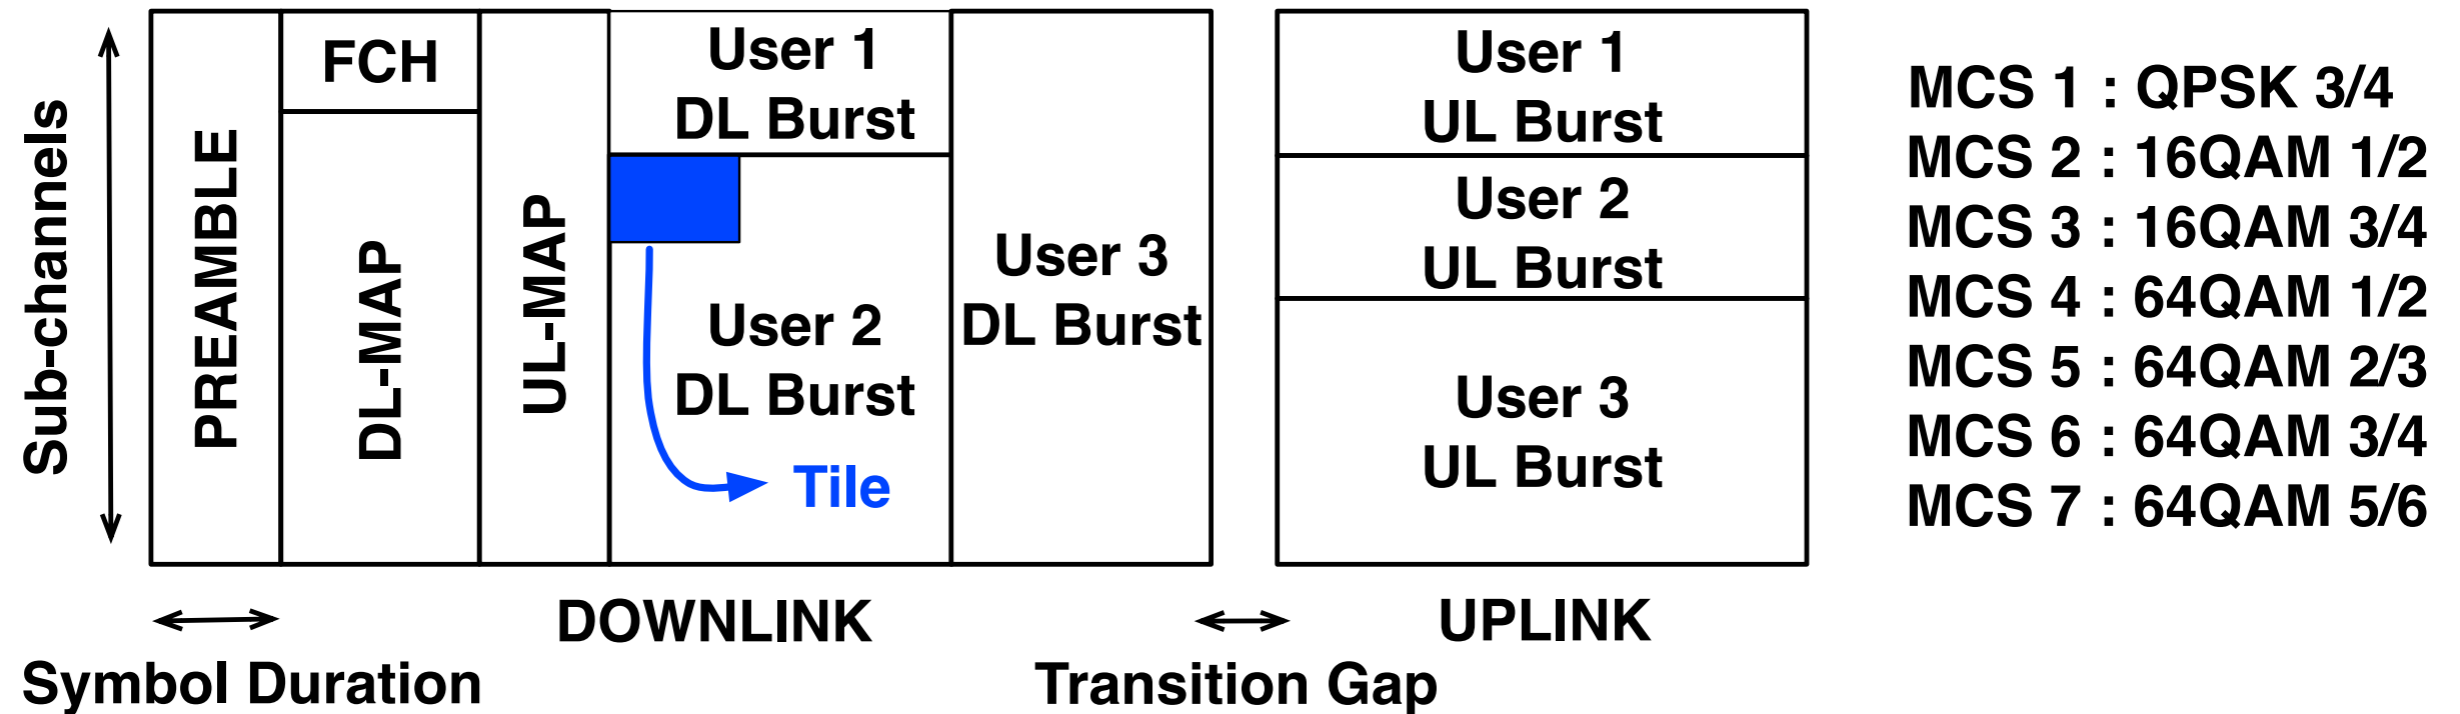 Sub-channels
PREAMBLE
FCH
DL-MAP
UL-MAP
User 1
DL Burst
User 2
DL Burst
Tile
User 3
DL Burst
User 1
UL Burst
User 2
UL Burst
User 3
UL Burst
MCS 1 : QPSK 3/4
MCS 2 : 16QAM 1/2
MCS 3 : 16QAM 3/4
MCS 4 : 64QAM 1/2
MCS 5 : 64QAM 2/3
MCS 6 : 64QAM 3/4
MCS 7 : 64QAM 5/6
DOWNLINK
UPLINK
Symbol Duration
Transition Gap